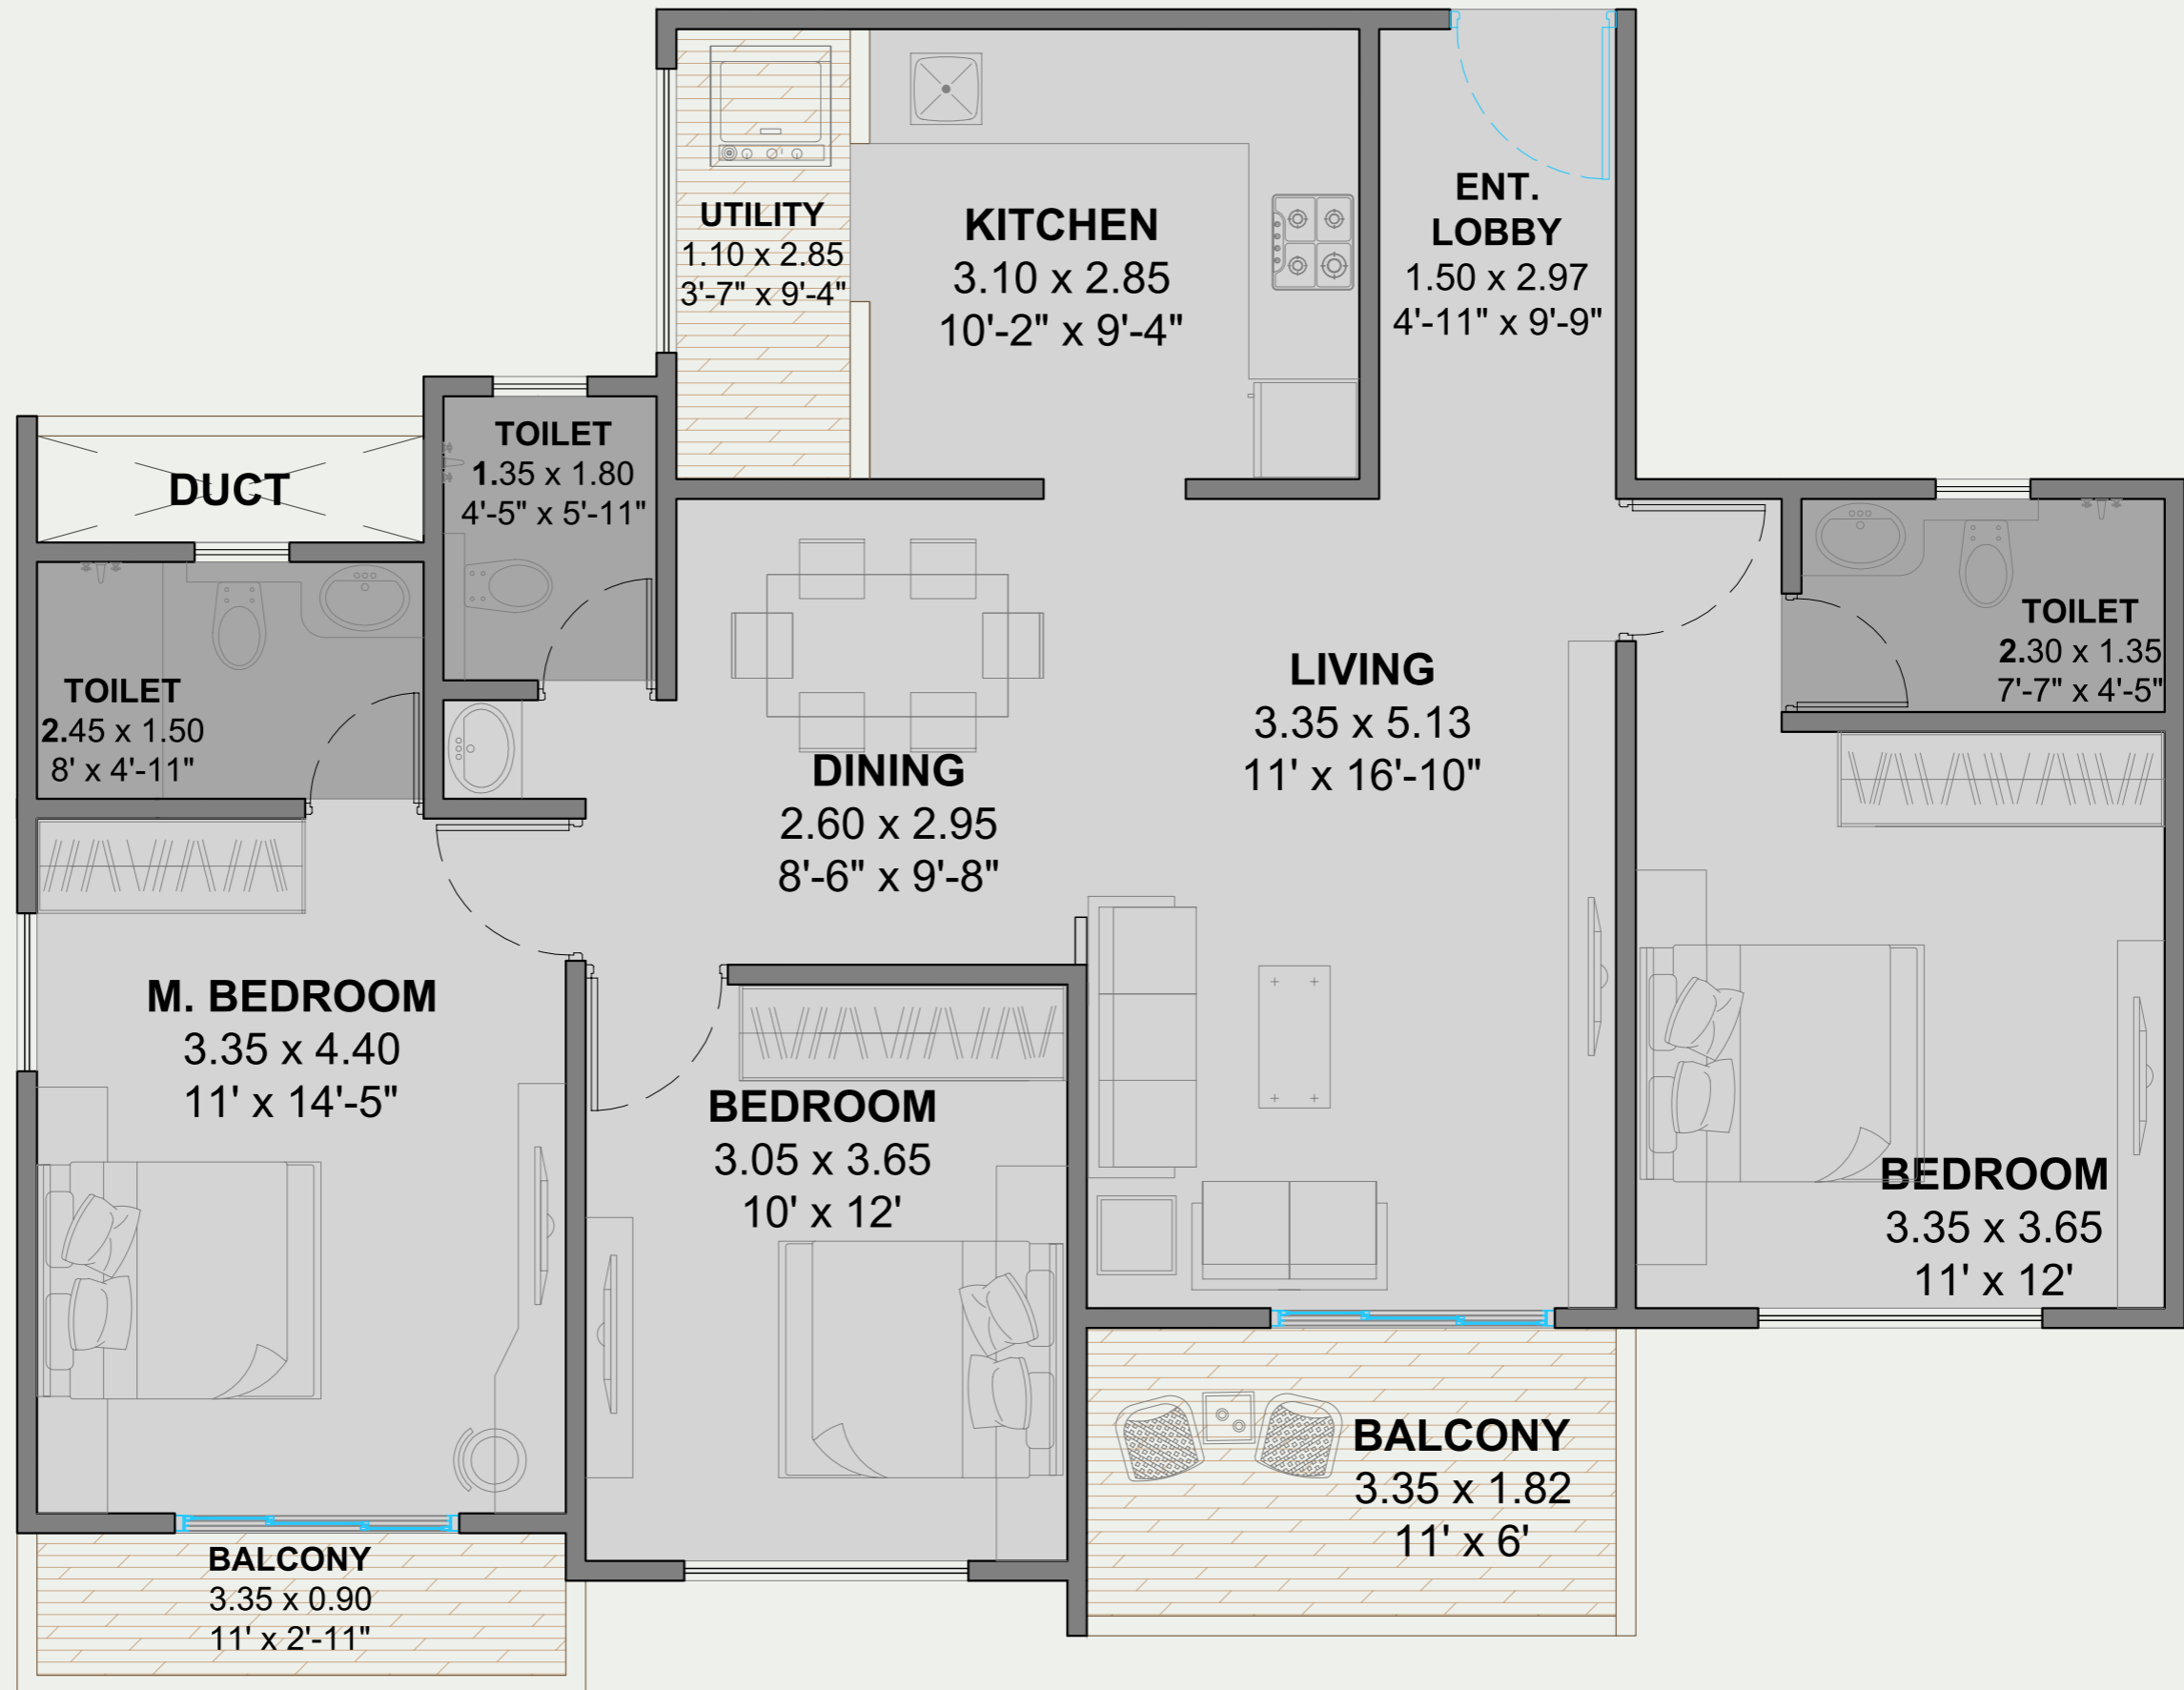 UTILITY
1.10 x 2.85
3'-7" x 9'-4"
KITCHEN
3.10 x 2.85
10'-2" x 9'-4"
ENT.
LOBBY
1.50 x 2.97
4'-11" x 9'-9"
DUCT
TOILET
1.35 x 1.80
4'-5" x 5'-11"
TOILET
2.45 x 1.50
8' x 4'-11"
DINING
2.60 x 2.95
8'-6" x 9'-8"
LIVING
3.35 x 5.13
11' x 16'-10"
TOILET
2.30 x 1.35
7'-7" x 4'-5"
M. BEDROOM
3.35 x 4.40
11' x 14'-5"
BEDROOM
3.05 x 3.65
10' x 12'
BEDROOM
3.35 x 3.65
11' x 12'
BALCONY
3.35 x 1.82
11' x 6'
BALCONY
3.35 x 0.90
11' x 2'-11"